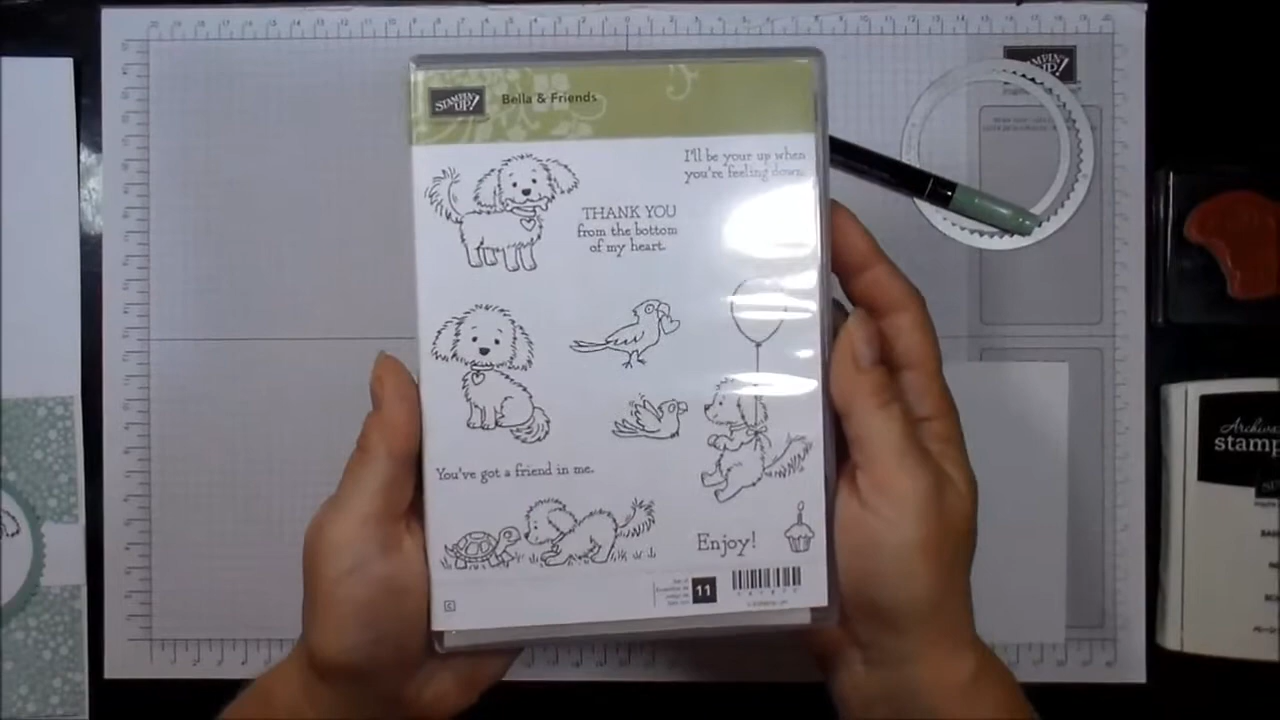 STAMPIN' UP!
Bella & Friends
I'll be your up when
you're feeling down.
THANK YOU
from the bottom
of my heart.
You've got a friend in me.
Enjoy!
11
C
STAMPIN' UP!
Archiva
stamp